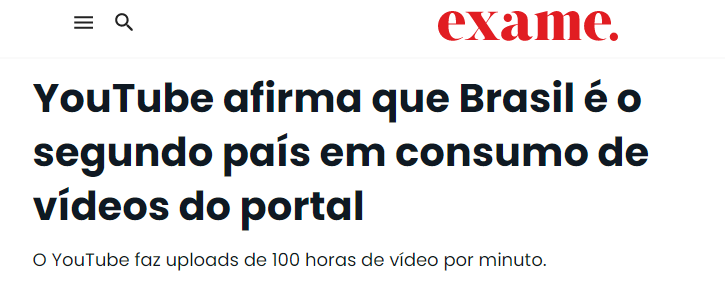 exame.
YouTube afirma que Brasil é o
segundo país em consumo de
vídeos do portal
O YouTube faz uploads de 100 horas de vídeo por minuto.